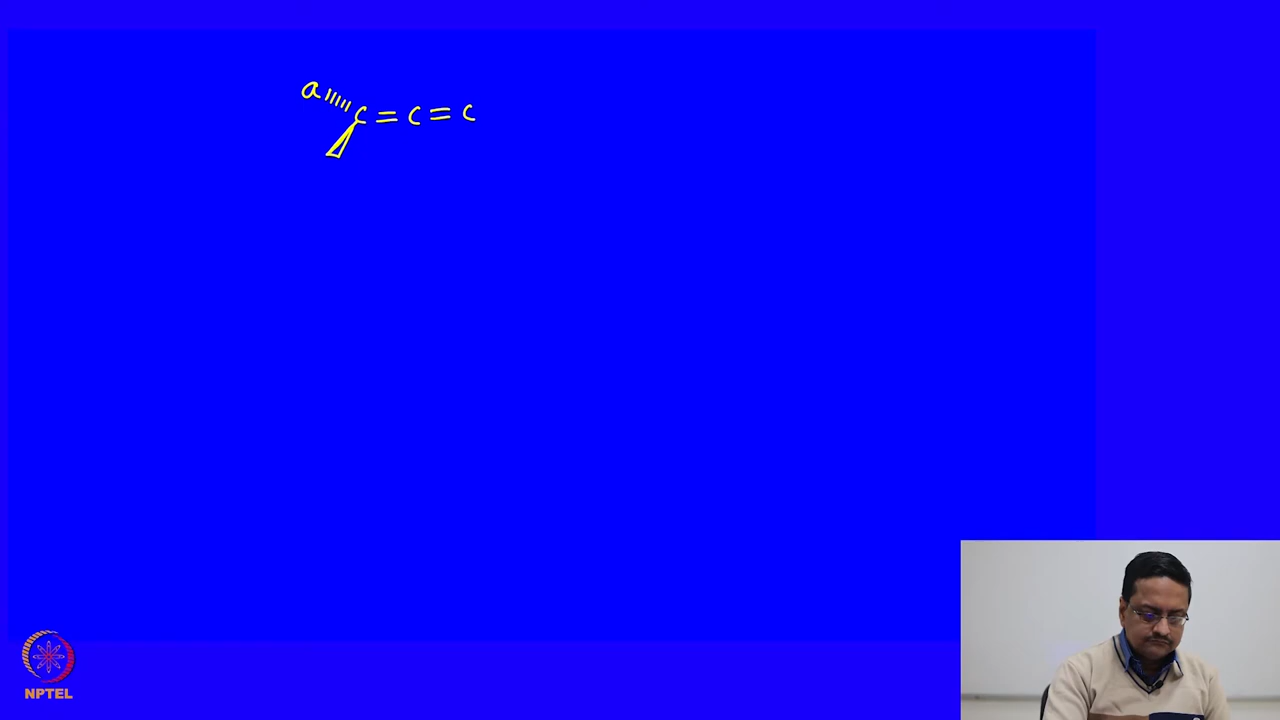 a
C = C = C
NPTEL